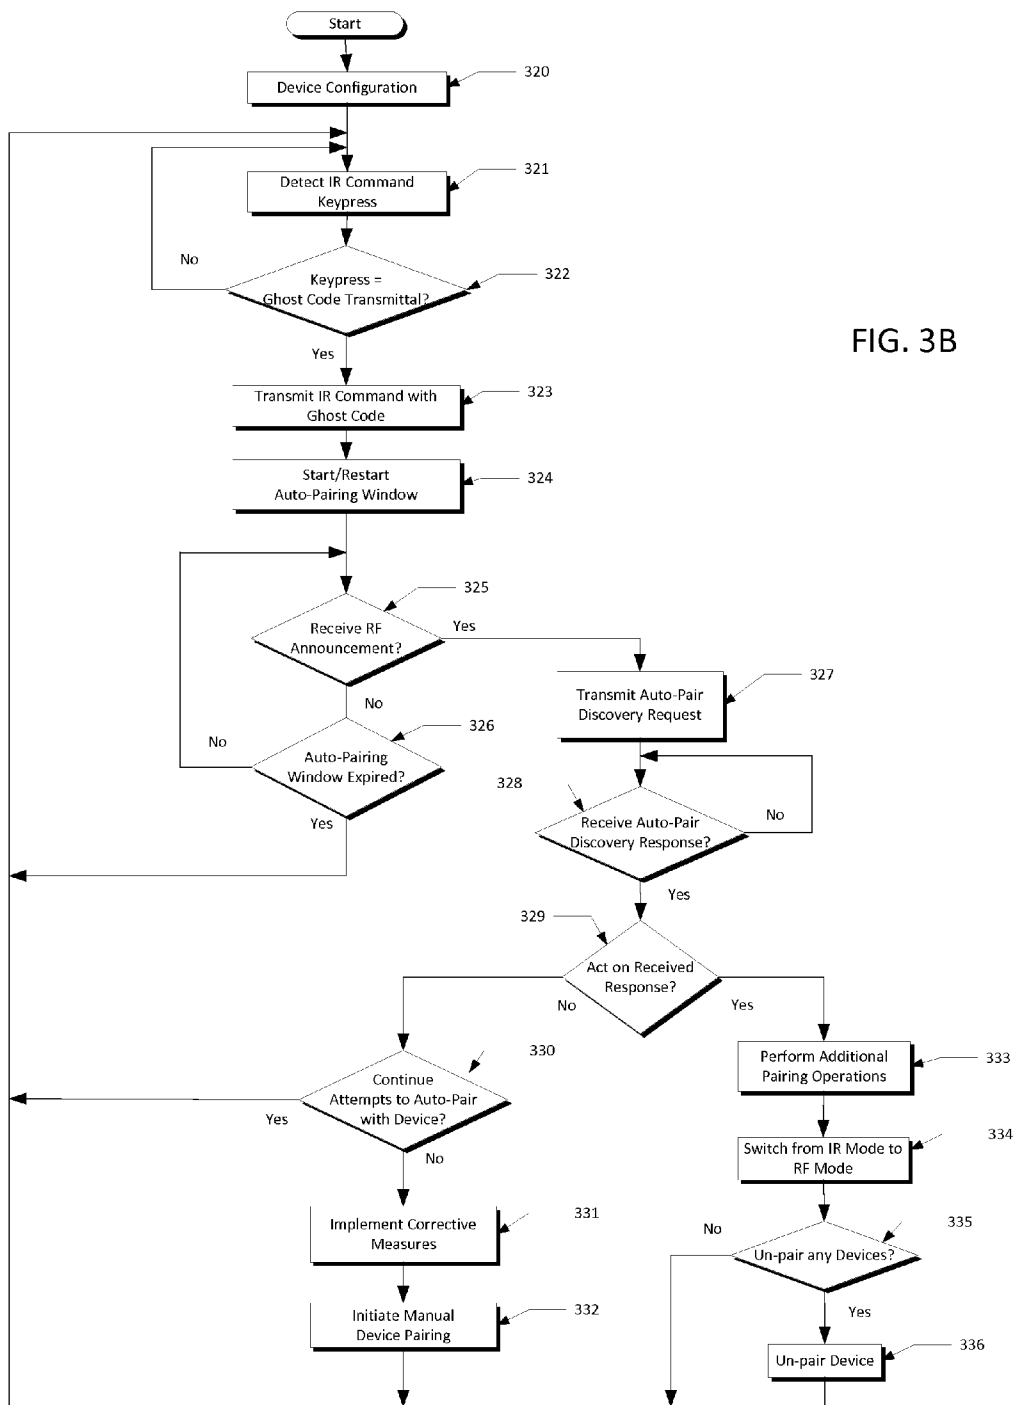 Start
Device Configuration
320
Detect IR Command
Keypress
321
No
Keypress =
Ghost Code Transmittal?
322
Yes
FIG. 3B
Transmit IR Command with
Ghost Code
323
Start/Restart
Auto-Pairing Window
324
325
Receive RF
Announcement?
Yes
No
Transmit Auto-Pair
Discovery Request
327
326
No
Auto-Pairing
Window Expired?
Yes
328
Receive Auto-Pair
Discovery Response?
No
Yes
329
Act on Received
Response?
No
Yes
330
Continue
Attempts to Auto-Pair
with Device?
Yes
No
Perform Additional
Pairing Operations
333
Switch from IR Mode to
RF Mode
334
Implement Corrective
Measures
331
No
335
Un-pair any Devices?
Yes
Initiate Manual
Device Pairing
332
Un-pair Device
336